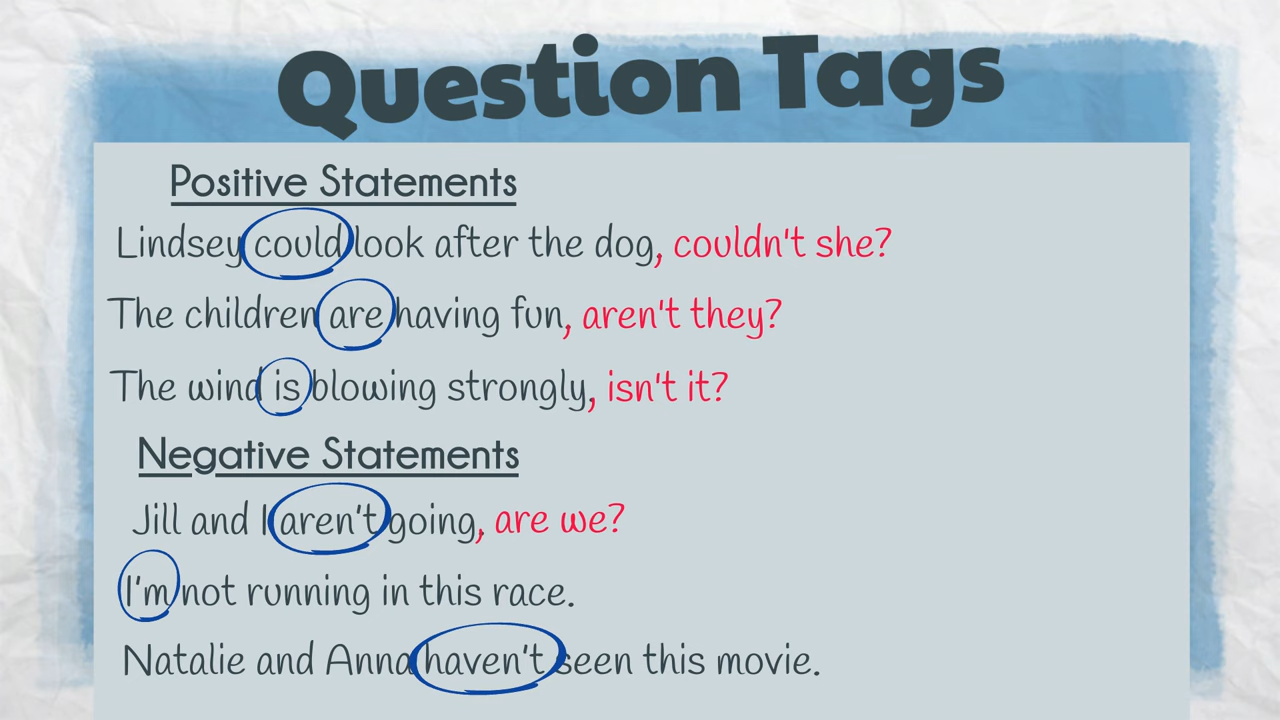 Question Tags
Positive Statements
Lindsey could look after the dog, couldn't she?
The children are having fun, aren't they?
The wind is blowing strongly, isn't it?
Negative Statements
Jill and I aren't going, are we?
I'm not running in this race.
Natalie and Anna haven't seen this movie.